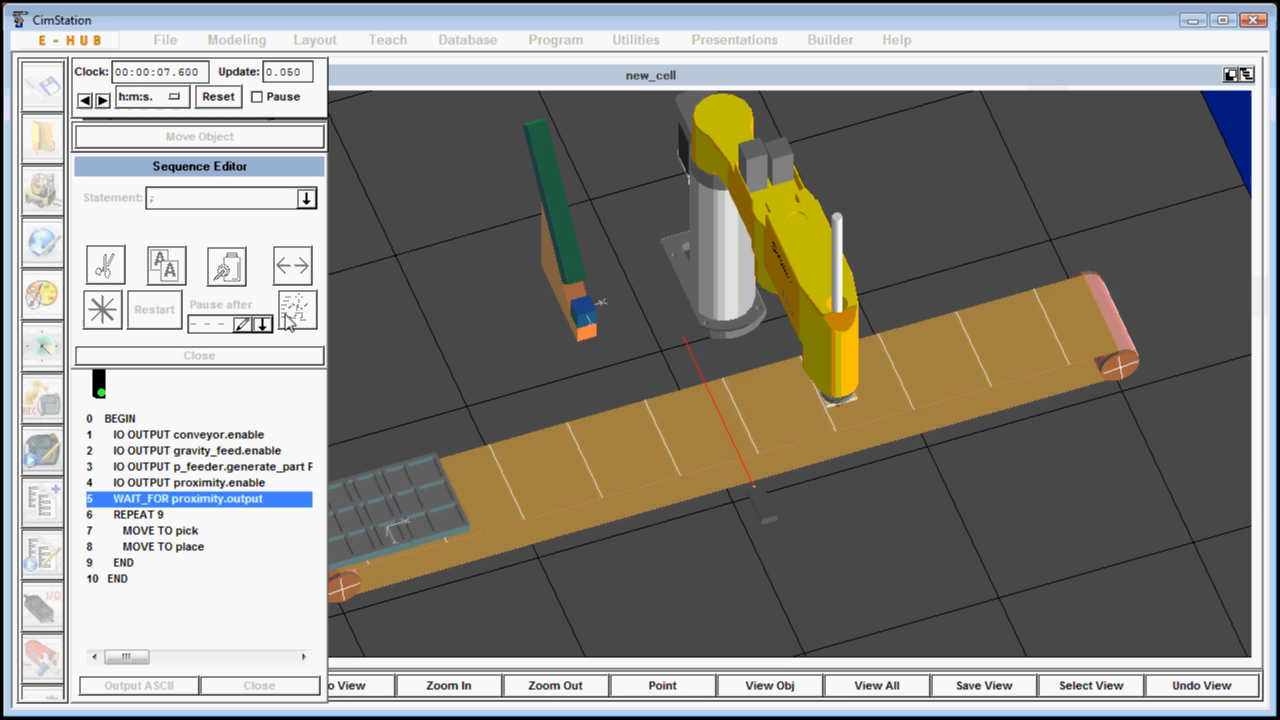 CimStation
E - HUB File Modeling Layout Teach Database Program Utilities Presentations Builder Help
Clock: 00:00:07.600 Update: 0.050
h:m:s. Reset Pause
new_cell
Move Object
Sequence Editor
Statement: ;
Restart Pause after
- - -
Close
0 BEGIN
1 IO OUTPUT conveyor.enable
2 IO OUTPUT gravity_feed.enable
3 IO OUTPUT p_feeder.generate_part F
4 IO OUTPUT proximity.enable
5 WAIT_FOR proximity.output
6 REPEAT 9
7 MOVE TO pick
8 MOVE TO place
9 END
10 END
Output ASCII Close
o View Zoom In Zoom Out Point View Obj View All Save View Select View Undo View